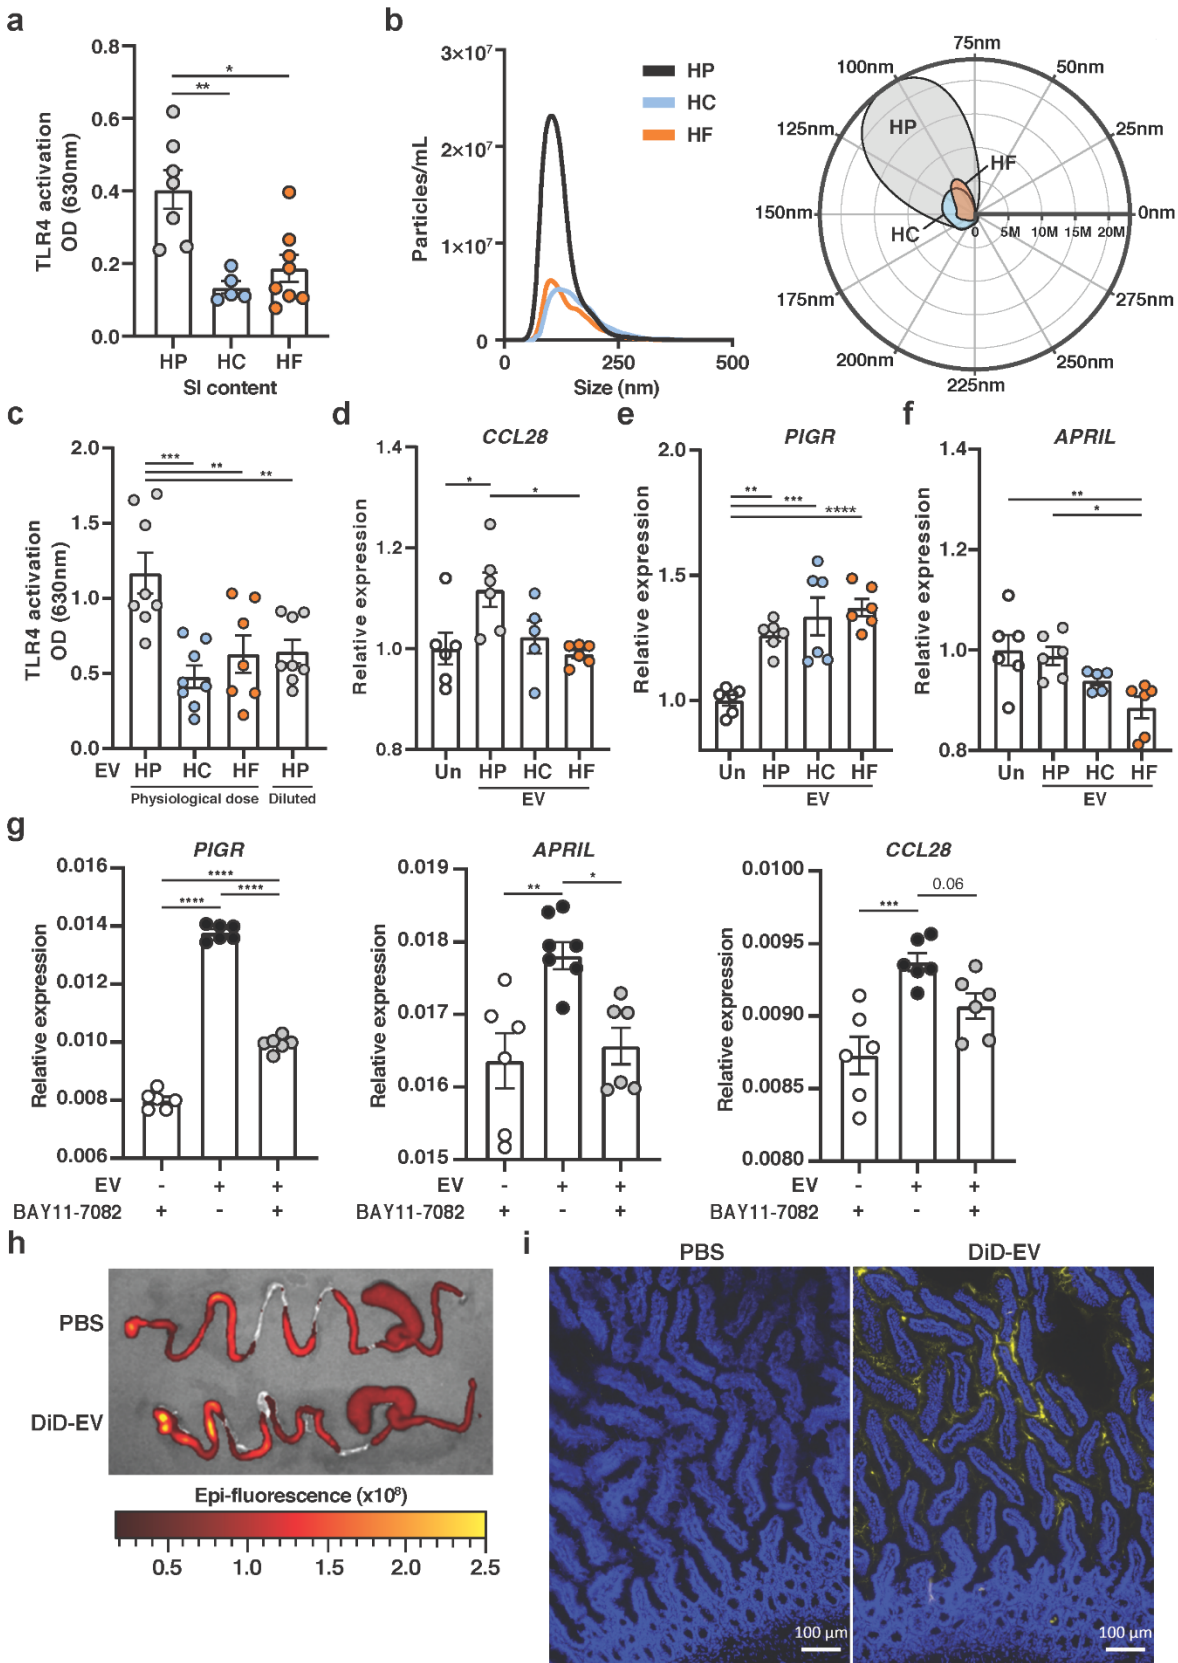 a
0.8
0.6
0.4
0.2
0.0
TLR4 activation
OD (630nm)
*
**
HP HC HF
SI content
b
3×10⁷
2×10⁷
1×10⁷
0
Particles/mL
0 250 500
Size (nm)
HP
HC
HF
75nm
100nm 50nm
125nm 25nm
150nm 0nm
175nm 275nm
200nm 250nm
225nm
HP
HF
HC
0 5M 10M 15M 20M
c
2.0
1.5
1.0
0.5
0.0
TLR4 activation
OD (630nm)
***
**
**
EV HP HC HF HP
Physiological dose Diluted
d
CCL28
1.4
1.2
1.0
0.8
Relative expression
* *
Un HP HC HF
EV
e
PIGR
2.0
1.5
1.0
Relative expression
**
***
****
Un HP HC HF
EV
f
APRIL
1.4
1.2
1.0
0.8
Relative expression
**
*
Un HP HC HF
EV
g
PIGR
0.016
0.014
0.012
0.010
0.008
0.006
Relative expression
****
****
****
EV - + +
BAY11-7082 + - +
APRIL
0.019
0.018
0.017
0.016
0.015
Relative expression
** *
EV - + +
BAY11-7082 + - +
CCL28
0.0100
0.0095
0.0090
0.0085
0.0080
Relative expression
0.06
***
EV - + +
BAY11-7082 + - +
h
PBS
DiD-EV
Epi-fluorescence (x10⁸)
0.5 1.0 1.5 2.0 2.5
i
PBS DiD-EV
100 µm 100 µm